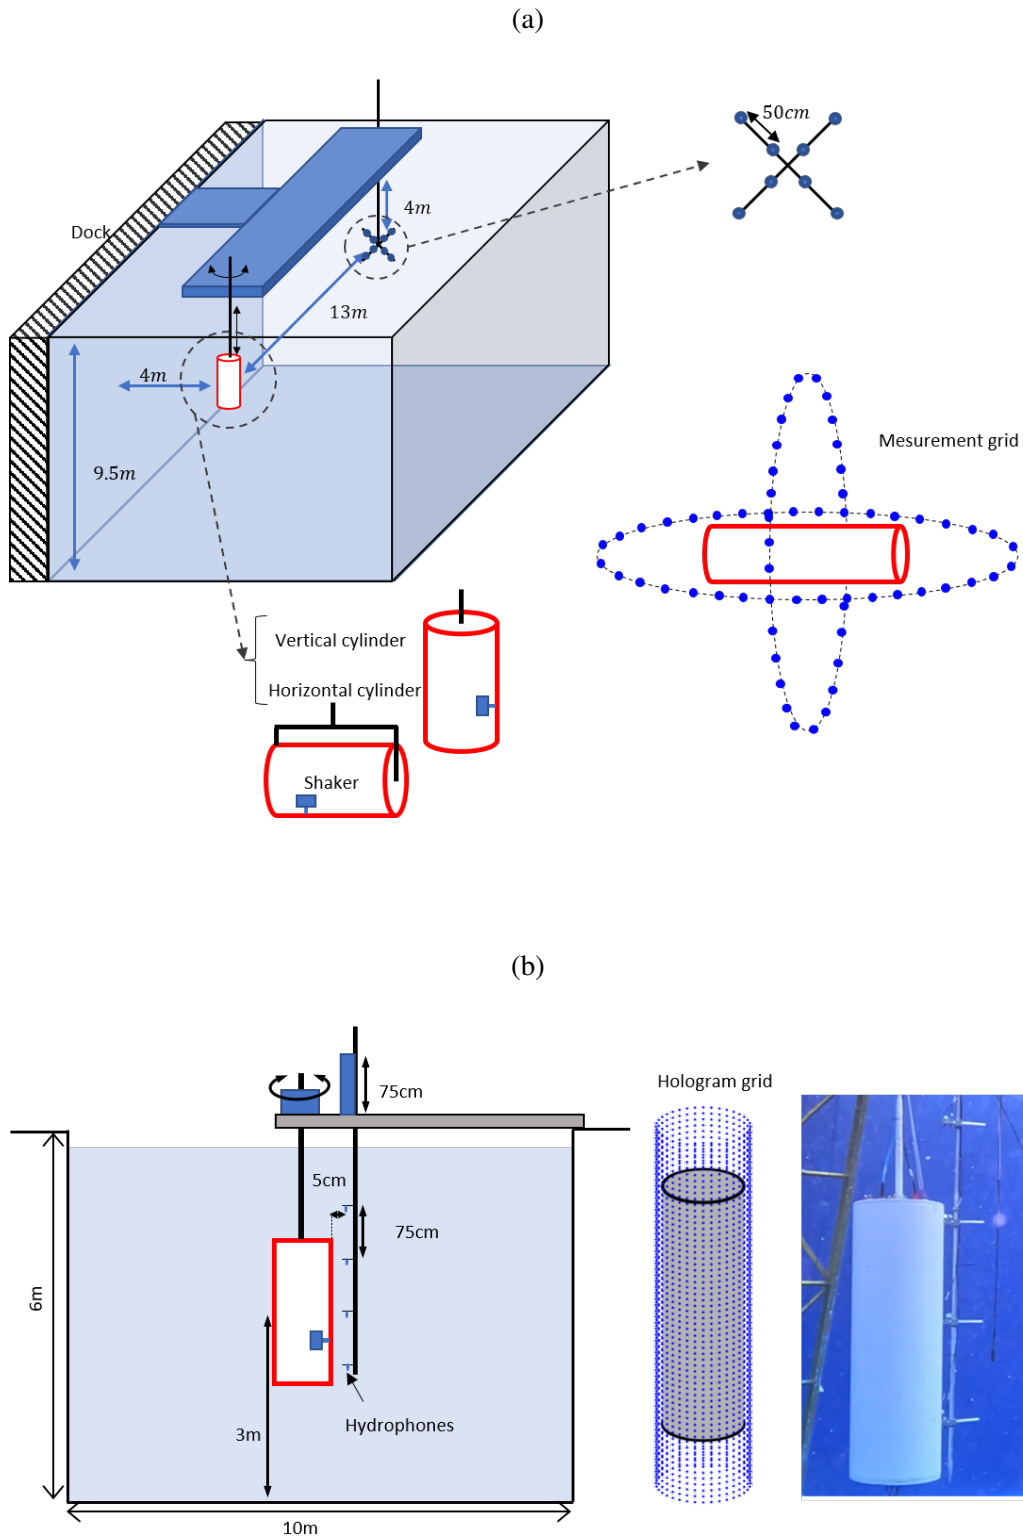 (a)
50cm
4m
Dock
13m
4m
Mesurement grid
9.5m
Vertical cylinder
Horizontal cylinder
Shaker
(b)
Hologram grid
75cm
5cm
75cm
6m
Hydrophones
3m
10m